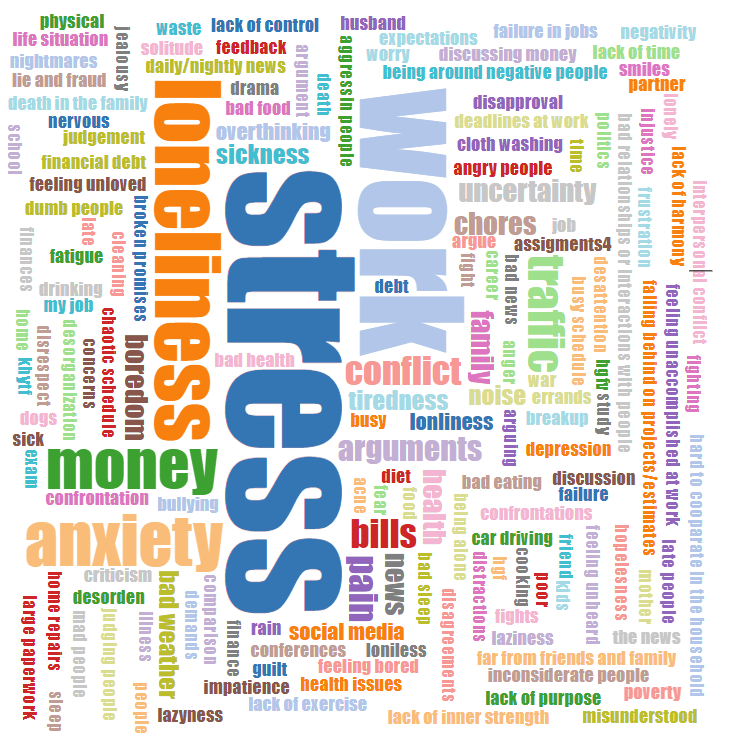 physical
waste
lack of control
husband
failure in jobs
negativity
life situation
jealousy
solitude
feedback
argument
aggressin people
expectations
worry
discussing money
lack of time
nightmares
daily/nightly news
being around negative people
smiles
lie and fraud
drama
death
partner
death in the family
loneliness
bad food
work
disapproval
lonely
nervous
overthinking
deadlines at work
politics
bad relationships or interactions with people
injustice
school
judgement
cloth washing
time
lack of harmony
financial debt
sickness
angry people
feeling unloved
stress
uncertainty
interpersonal conflict
dumb people
broken promises
chores
job
frustration
late
cleaning
argue
assigments4
finances
fatigue
fight
career
bad news
traffic
busy schedule
desattention
drinking
debt
falling behind on projects/estimates
feeling unaccomplished at work
my job
home
khytf
disrespect
desorganization
concerns
chaotic schedule
boredom
family
anger
bad health
conflict
war
hgfv
study
fighting
tiredness
noise
errands
dogs
busy
lonliness
arguing
breakup
sick
exam
money
arguments
depression
hard to cooparate in the household
diet
health
bad eating
discussion
confrontation
bullying
acne
fear
food
failure
being alone
confrontations
anxiety
bills
car driving
feeling unheard
hopelesness
late people
pain
news
bad sleep
distractions
hgf
cooking
poor
friend
kids
criticism
home repairs
large paperwork
desorden
bad weather
demands
comparison
disagreements
mother
mad people
judging people
illness
fights
finance
rain
social media
laziness
the news
conferences
loniless
far from friends and family
guilt
feeling bored
inconsiderate people
sleep
people
impatience
health issues
lack of purpose
poverty
lazyness
lack of exercise
lack of inner strength
misunderstood